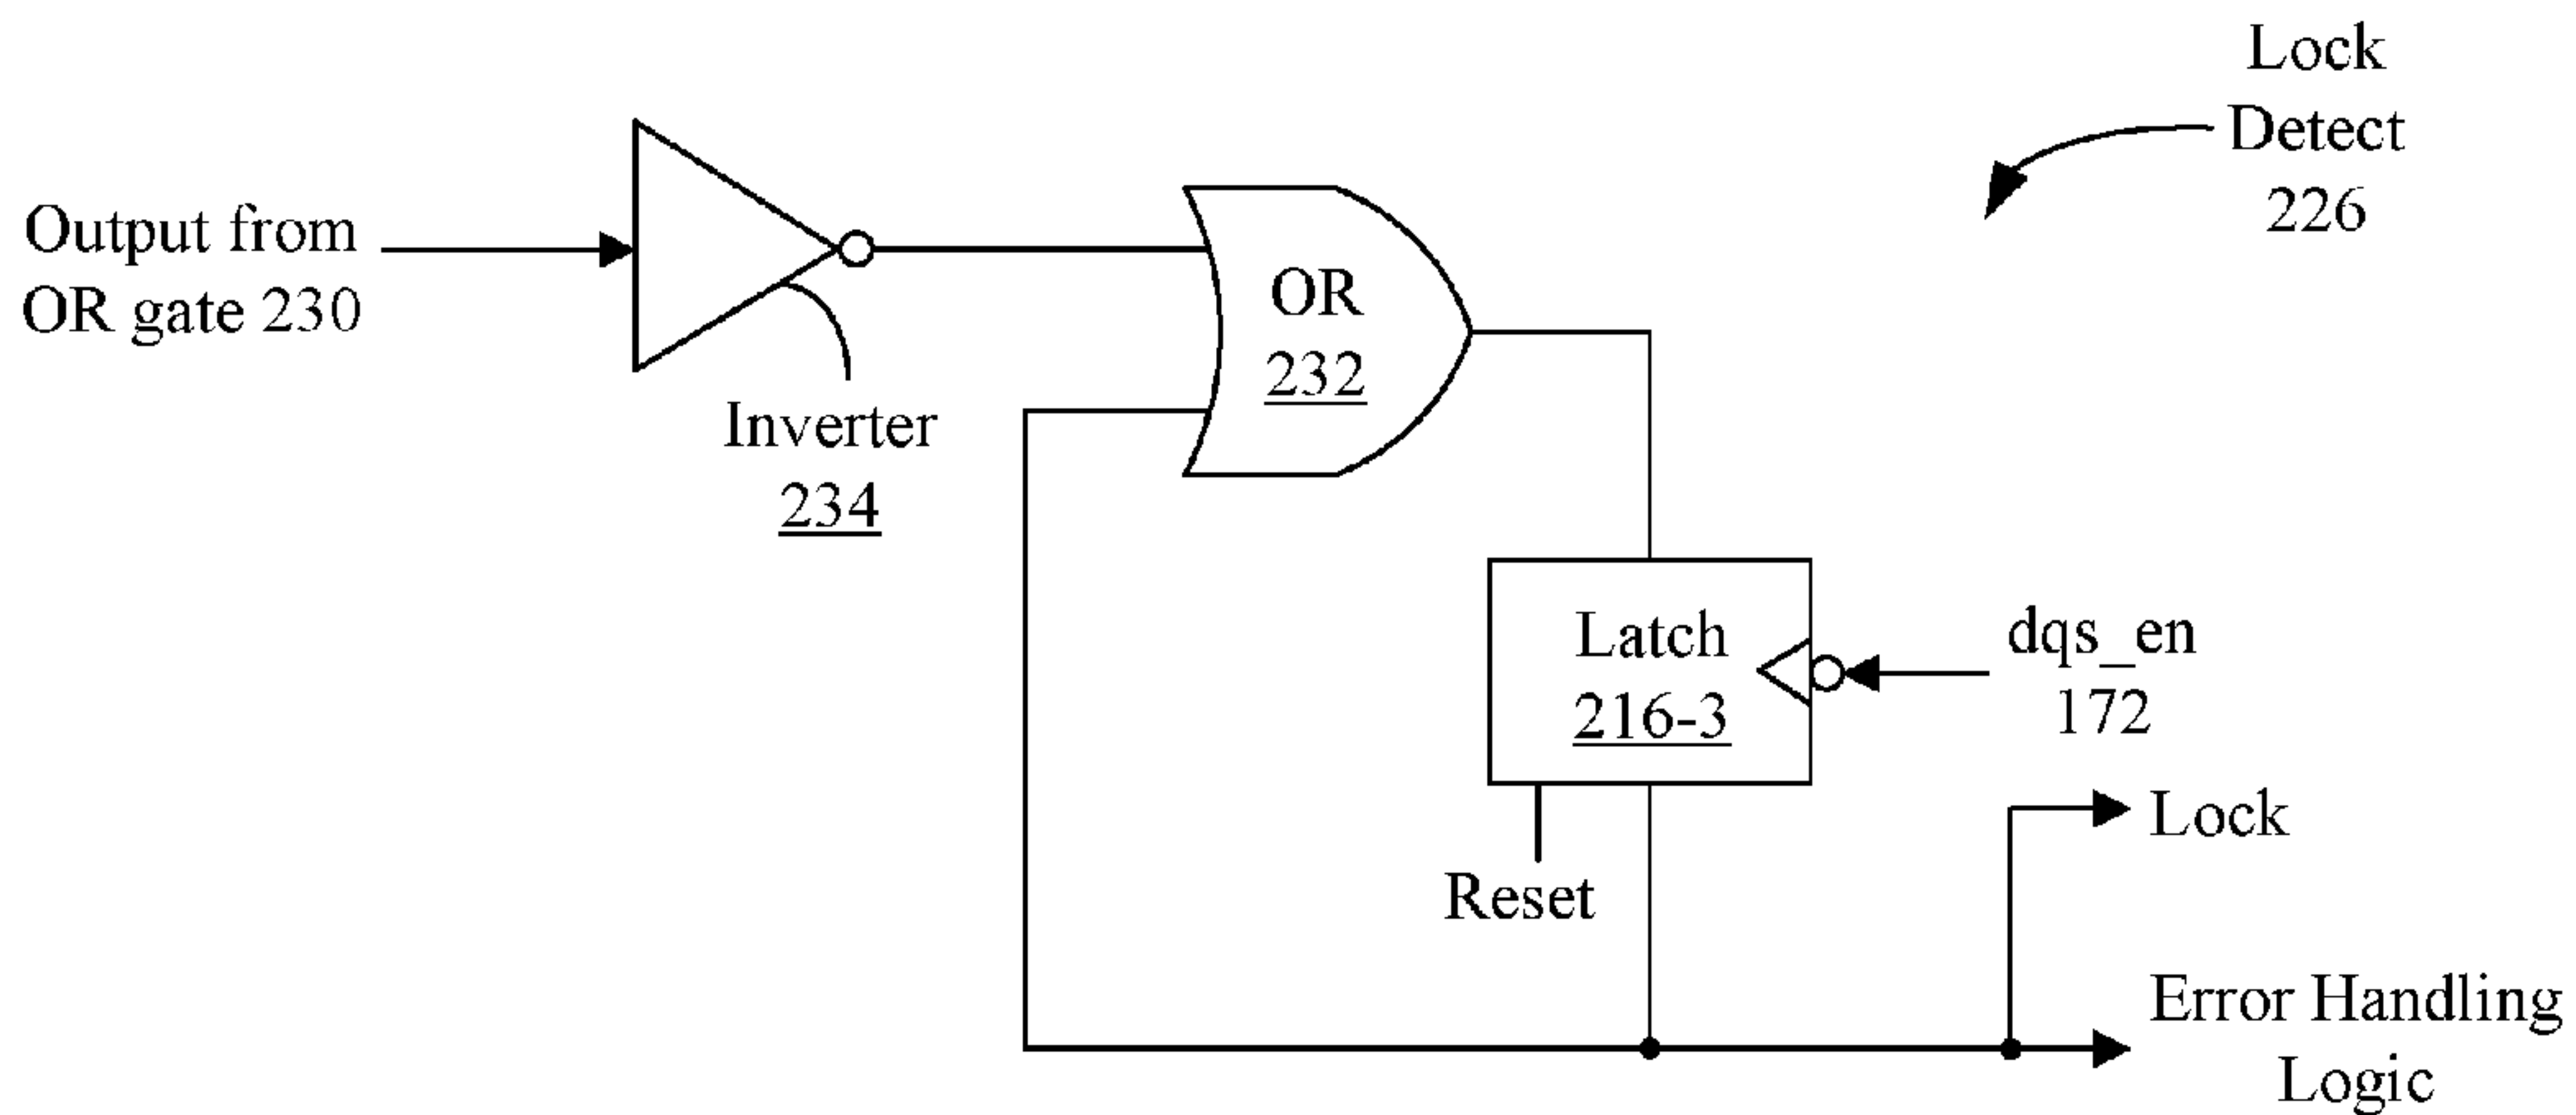 Lock
Detect
226
Output from
OR gate 230
OR
232
Inverter
234
Latch
216-3
dqs_en
172
Lock
Reset
Error Handling
Logic